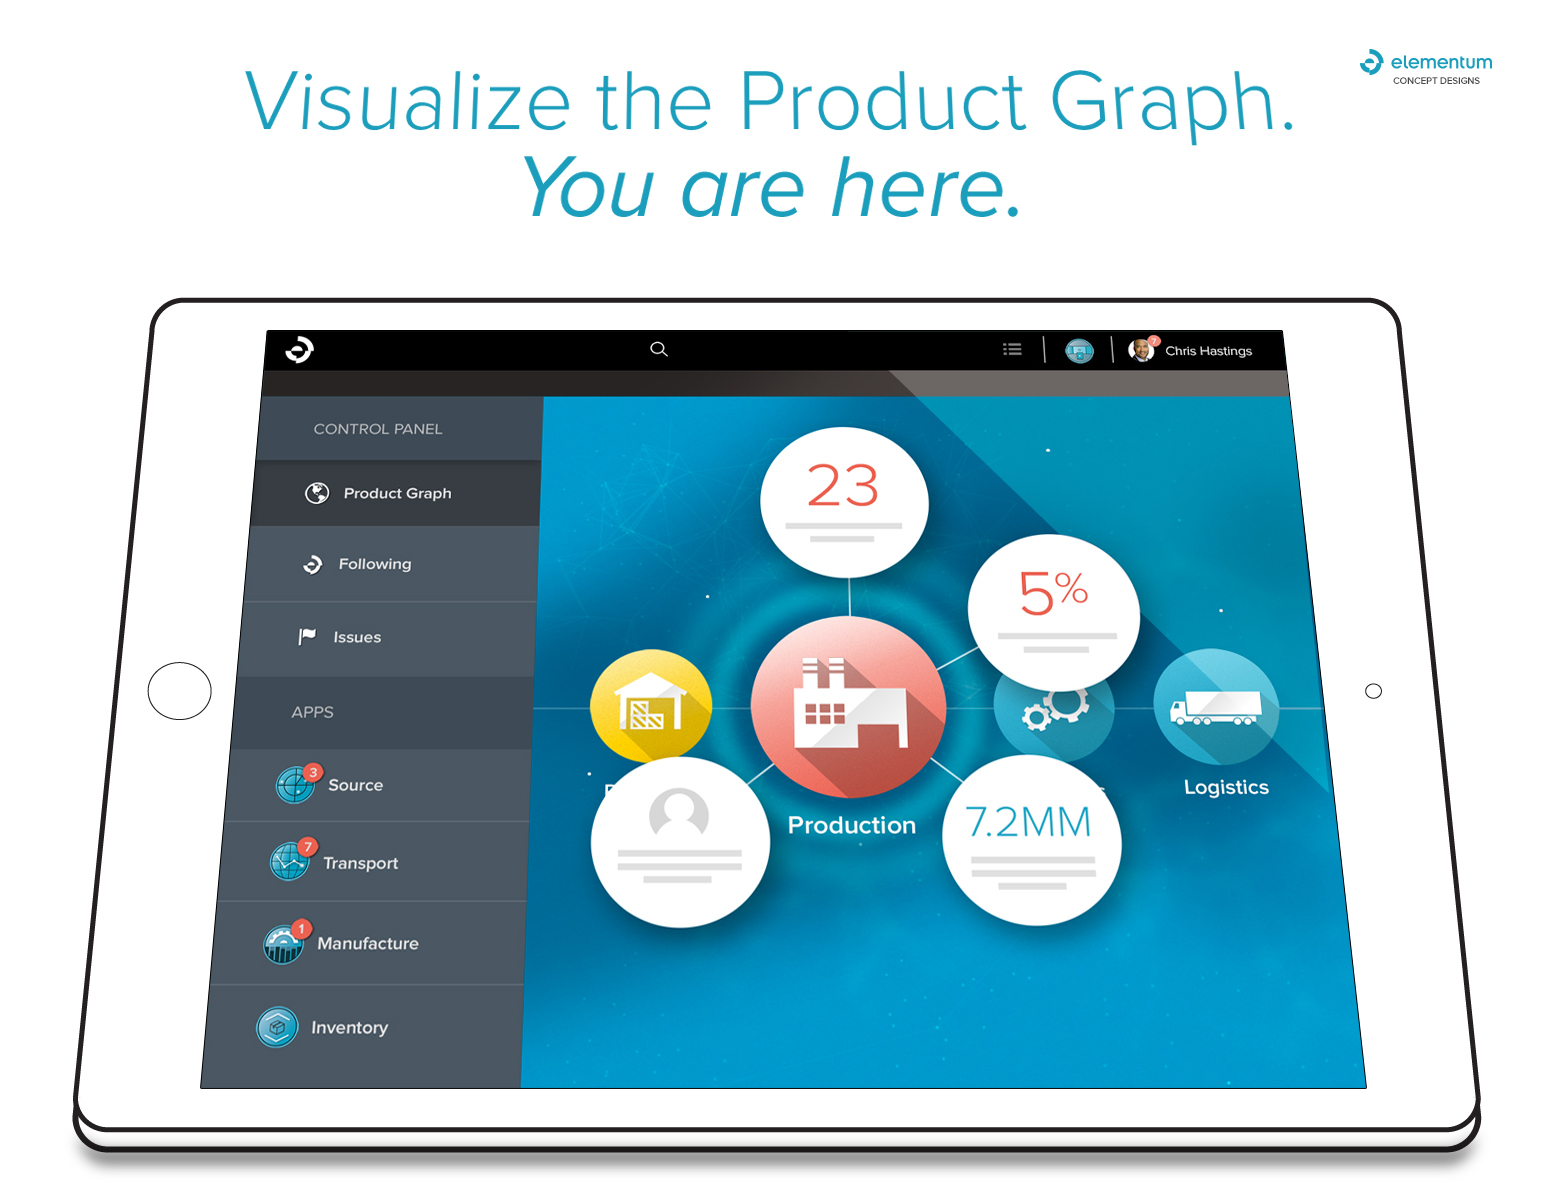 elementum
CONCEPT DESIGNS
Visualize the Product Graph.
You are here.
7
Chris Hastings
CONTROL PANEL
Product Graph
Following
Issues
APPS
3
Source
7
Transport
1
Manufacture
Inventory
23
5%
Production
7.2MM
Logistics